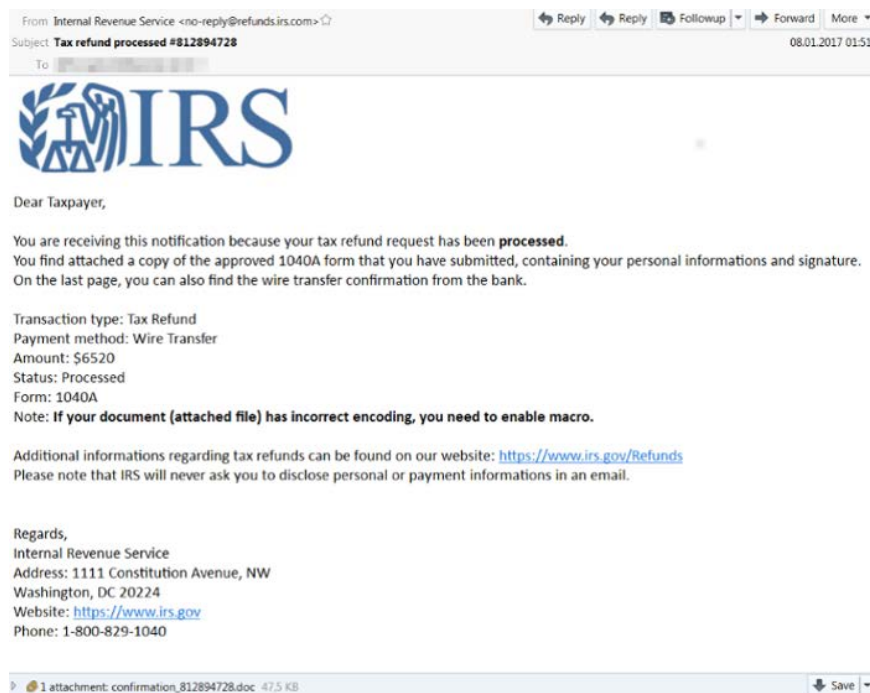 From Internal Revenue Service <no-reply@refunds.irs.com>
Reply Reply Followup Forward More
Subject Tax refund processed #812894728
08.01.2017 01:51
To
IRS
Dear Taxpayer,
You are receiving this notification because your tax refund request has been processed.
You find attached a copy of the approved 1040A form that you have submitted, containing your personal informations and signature.
On the last page, you can also find the wire transfer confirmation from the bank.
Transaction type: Tax Refund
Payment method: Wire Transfer
Amount: $6520
Status: Processed
Form: 1040A
Note: If your document (attached file) has incorrect encoding, you need to enable macro.
Additional informations regarding tax refunds can be found on our website: https://www.irs.gov/Refunds
Please note that IRS will never ask you to disclose personal or payment informations in an email.
Regards,
Internal Revenue Service
Address: 1111 Constitution Avenue, NW
Washington, DC 20224
Website: https://www.irs.gov
Phone: 1-800-829-1040
1 attachment: confirmation_812894728.doc 47.5 KB
Save